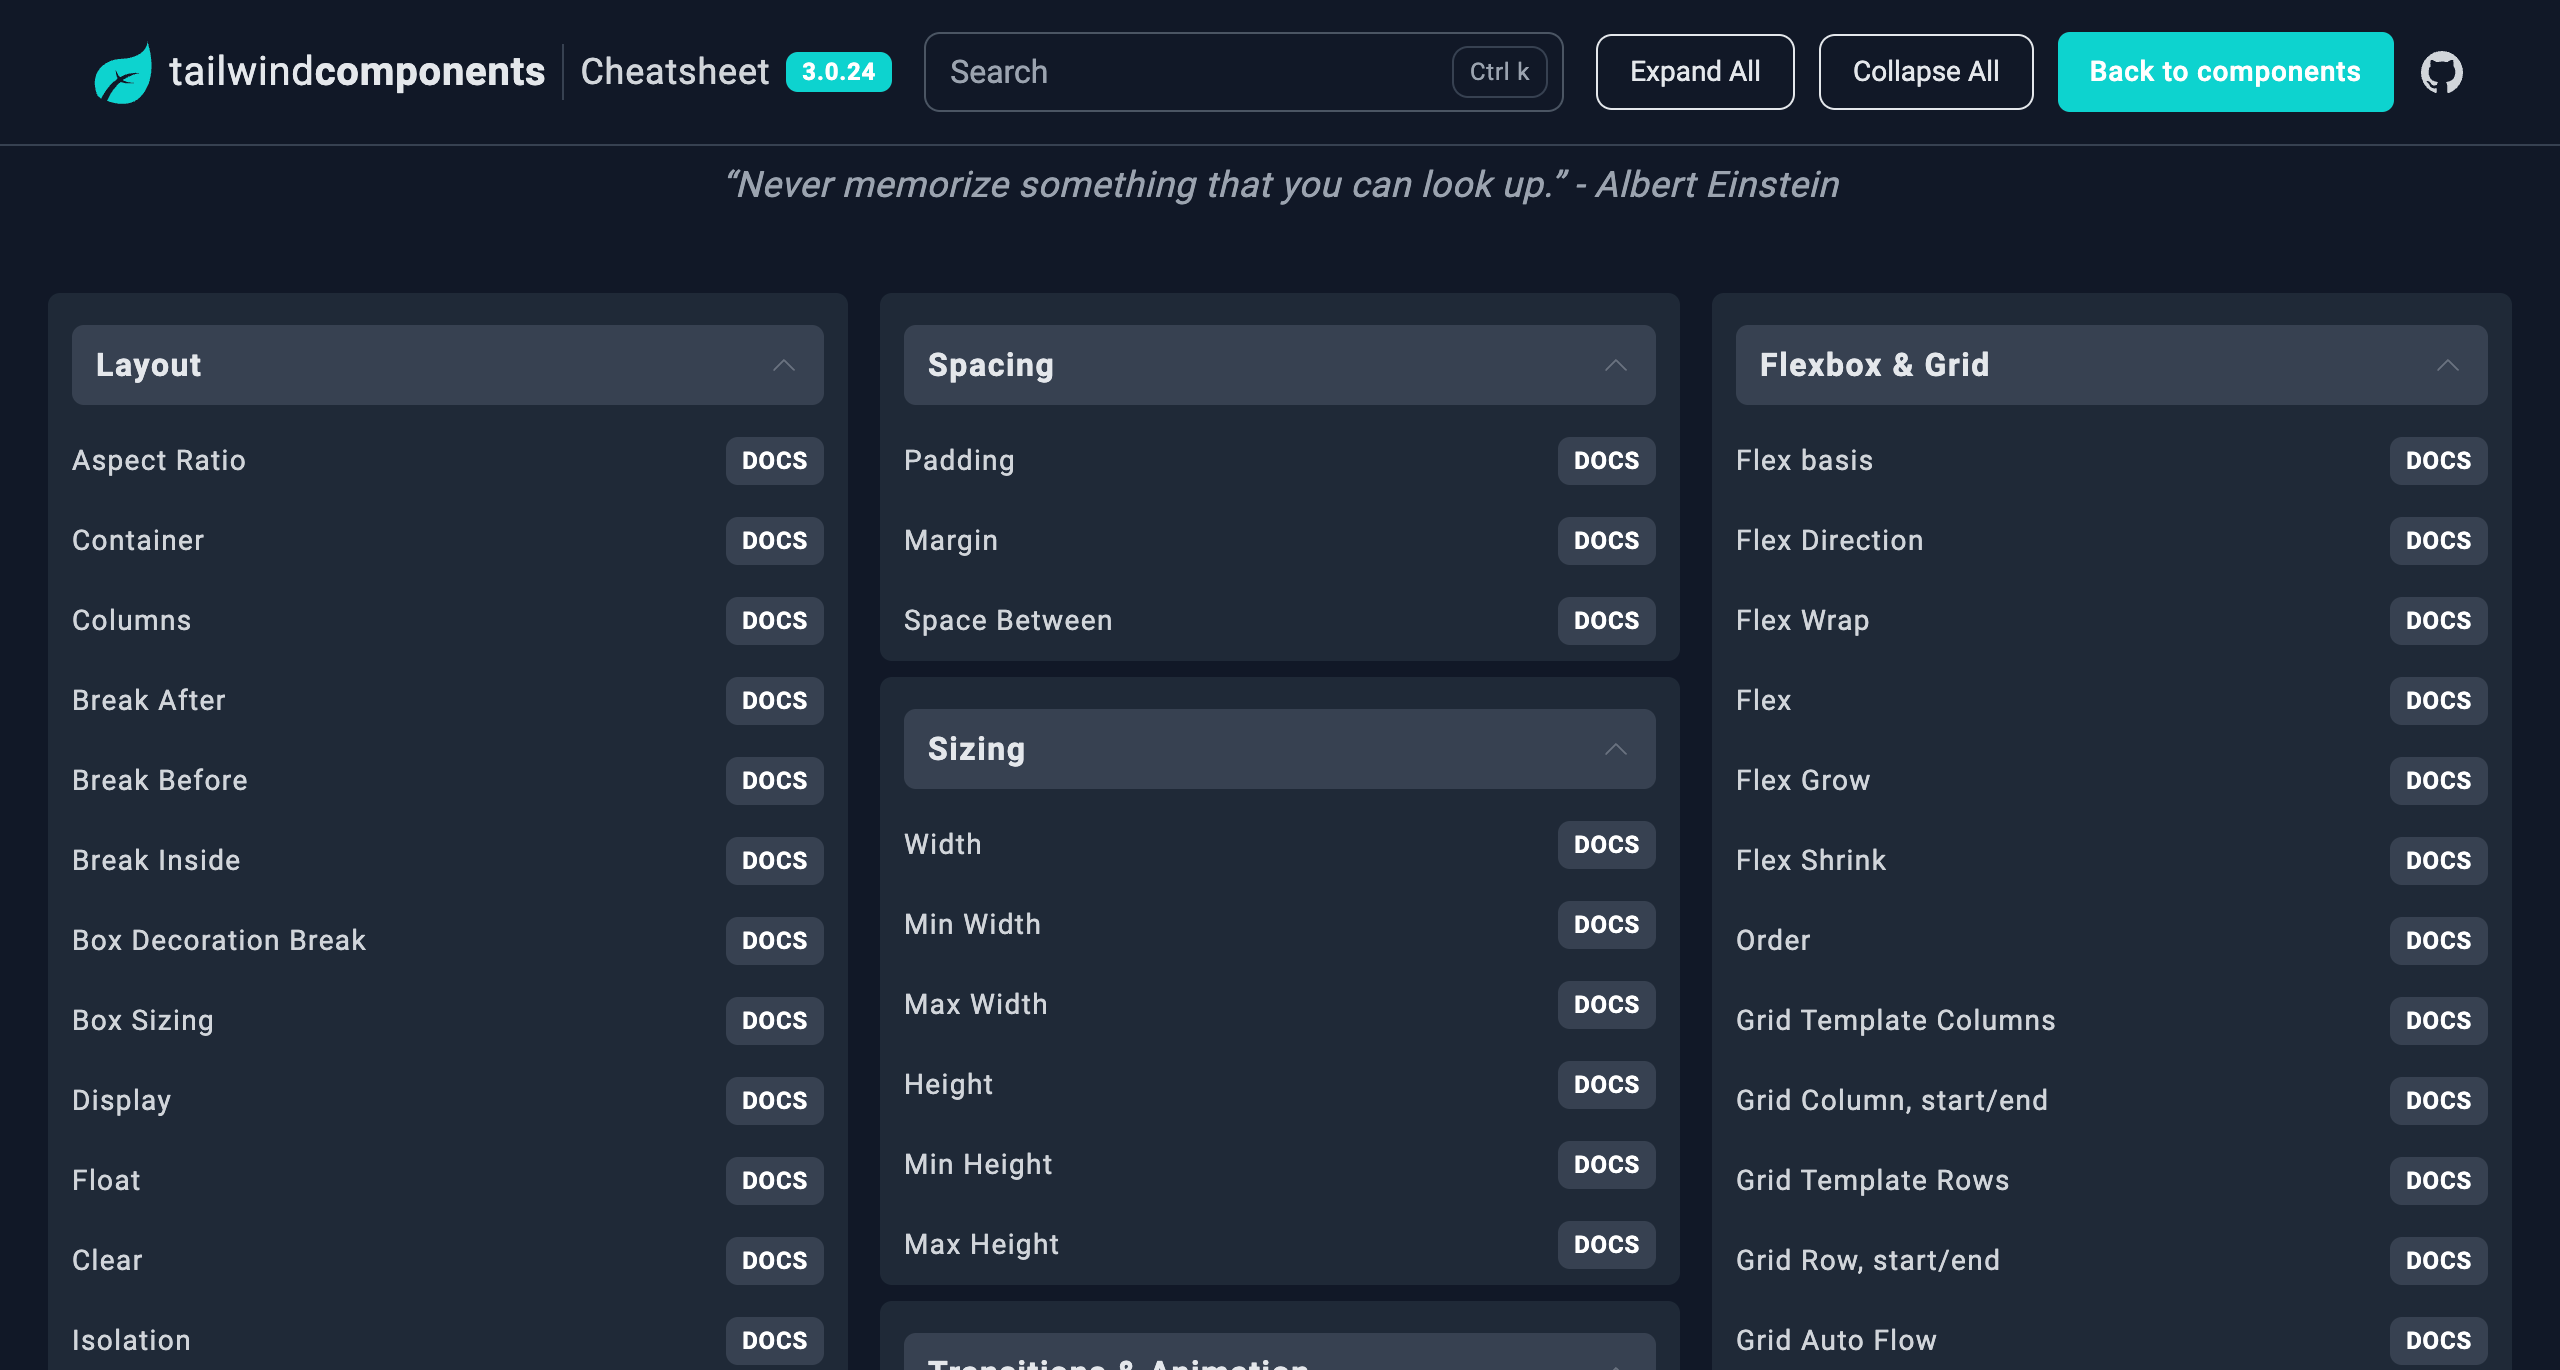 tailwindcomponents Cheatsheet 3.0.24 Search Ctrl k Expand All Collapse All Back to components
“Never memorize something that you can look up.” - Albert Einstein
Layout
Aspect Ratio DOCS
Container DOCS
Columns DOCS
Break After DOCS
Break Before DOCS
Break Inside DOCS
Box Decoration Break DOCS
Box Sizing DOCS
Display DOCS
Float DOCS
Clear DOCS
Isolation DOCS
Spacing
Padding DOCS
Margin DOCS
Space Between DOCS
Sizing
Width DOCS
Min Width DOCS
Max Width DOCS
Height DOCS
Min Height DOCS
Max Height DOCS
Transitions & Animation
Flexbox & Grid
Flex basis DOCS
Flex Direction DOCS
Flex Wrap DOCS
Flex DOCS
Flex Grow DOCS
Flex Shrink DOCS
Order DOCS
Grid Template Columns DOCS
Grid Column, start/end DOCS
Grid Template Rows DOCS
Grid Row, start/end DOCS
Grid Auto Flow DOCS